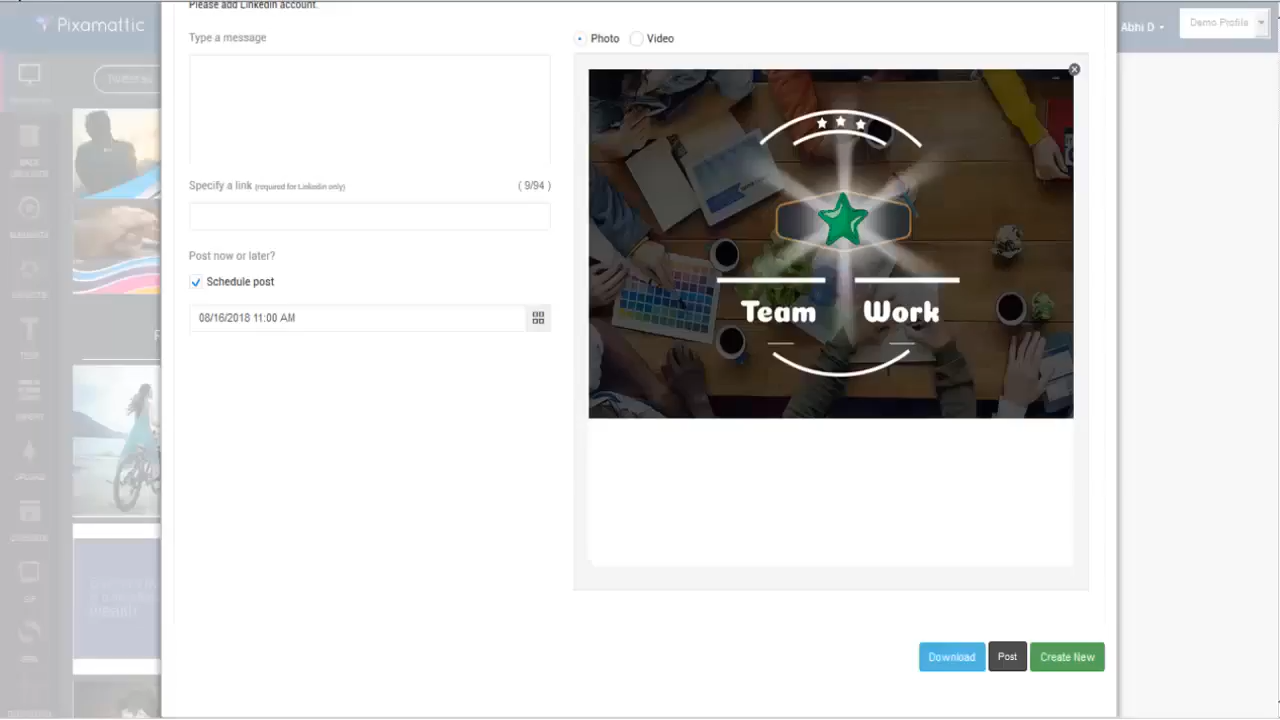 Please add LinkedIn account.
Pixamattic
Abhi D
Demo Profile
Type a message
Photo
Video
Specify a link (required for Linkedin only)
( 9/94 )
Post now or later?
Schedule post
08/16/2018 11:00 AM
Team Work
TEXT
UPLOAD
Download
Post
Create New